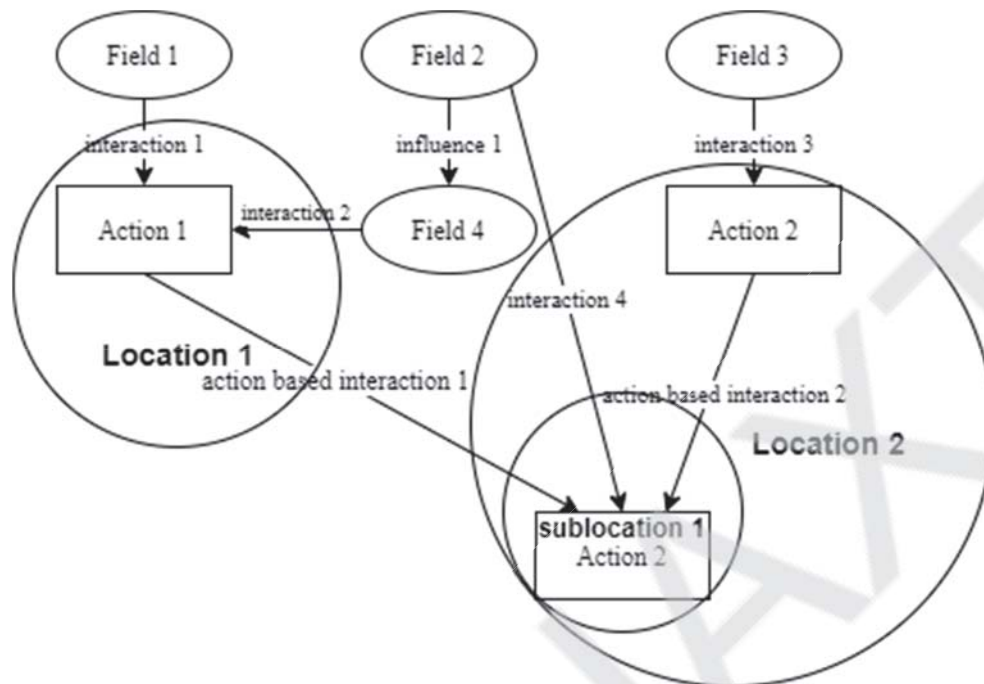 Field 1
Field 2
Field 3
interaction 1
influence 1
interaction 3
Action 1
interaction 2
Field 4
Action 2
interaction 4
Location 1
action based interaction 1
action based interaction 2
Location 2
sublocation 1
Action 2